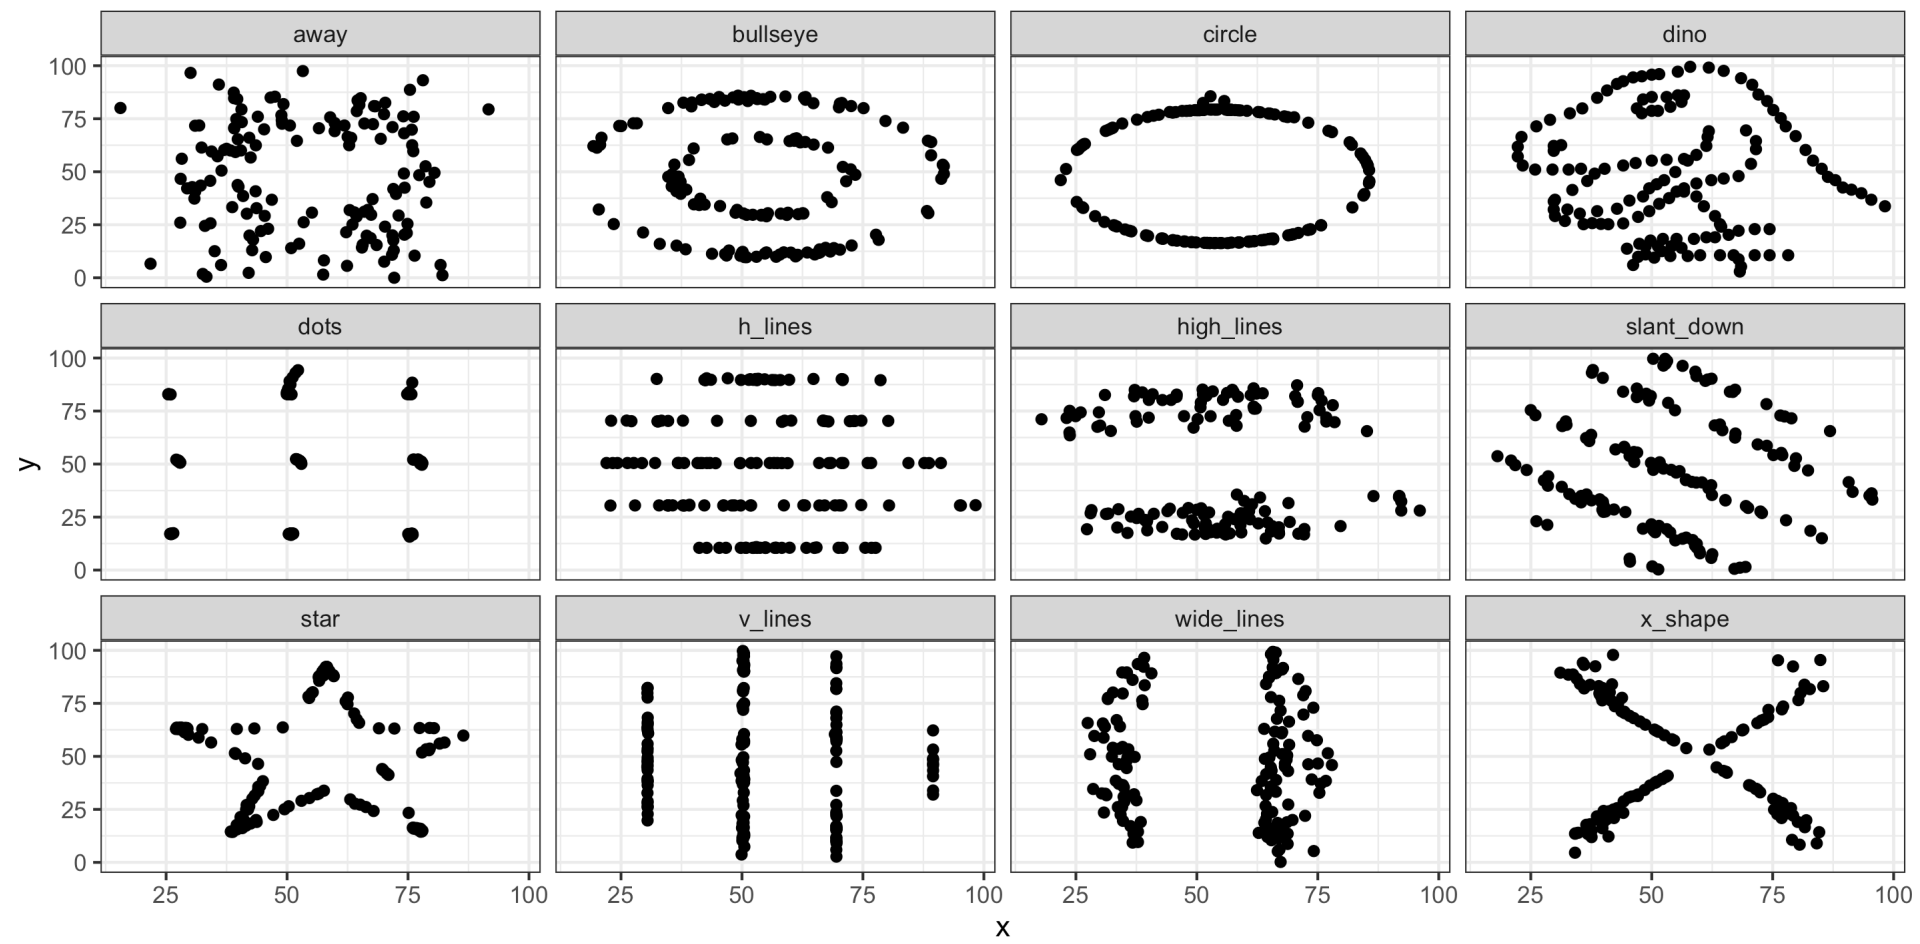 away bullseye circle dino
100
75
50
25
0
dots h_lines high_lines slant_down
100
75
50
25
0
y
star v_lines wide_lines x_shape
100
75
50
25
0
25 50 75 100 25 50 75 100 25 50 75 100 25 50 75 100
x